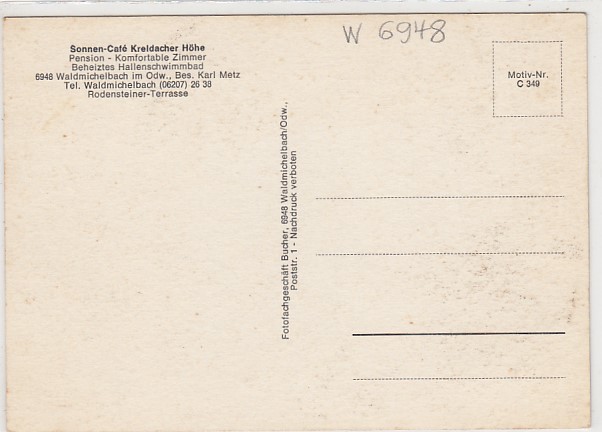 W 6948
Sonnen-Café Kreidacher Höhe
Pension - Komfortable Zimmer
Beheiztes Hallenschwimmbad
6948 Waldmichelbach im Odw., Bes. Karl Metz
Tel. Waldmichelbach (06207) 26 38
Rodensteiner-Terrasse
Motiv-Nr.
C 349
Fotofachgeschäft Bucher, 6948 Waldmichelbach/Odw.,
Poststr. 1 - Nachdruck verboten